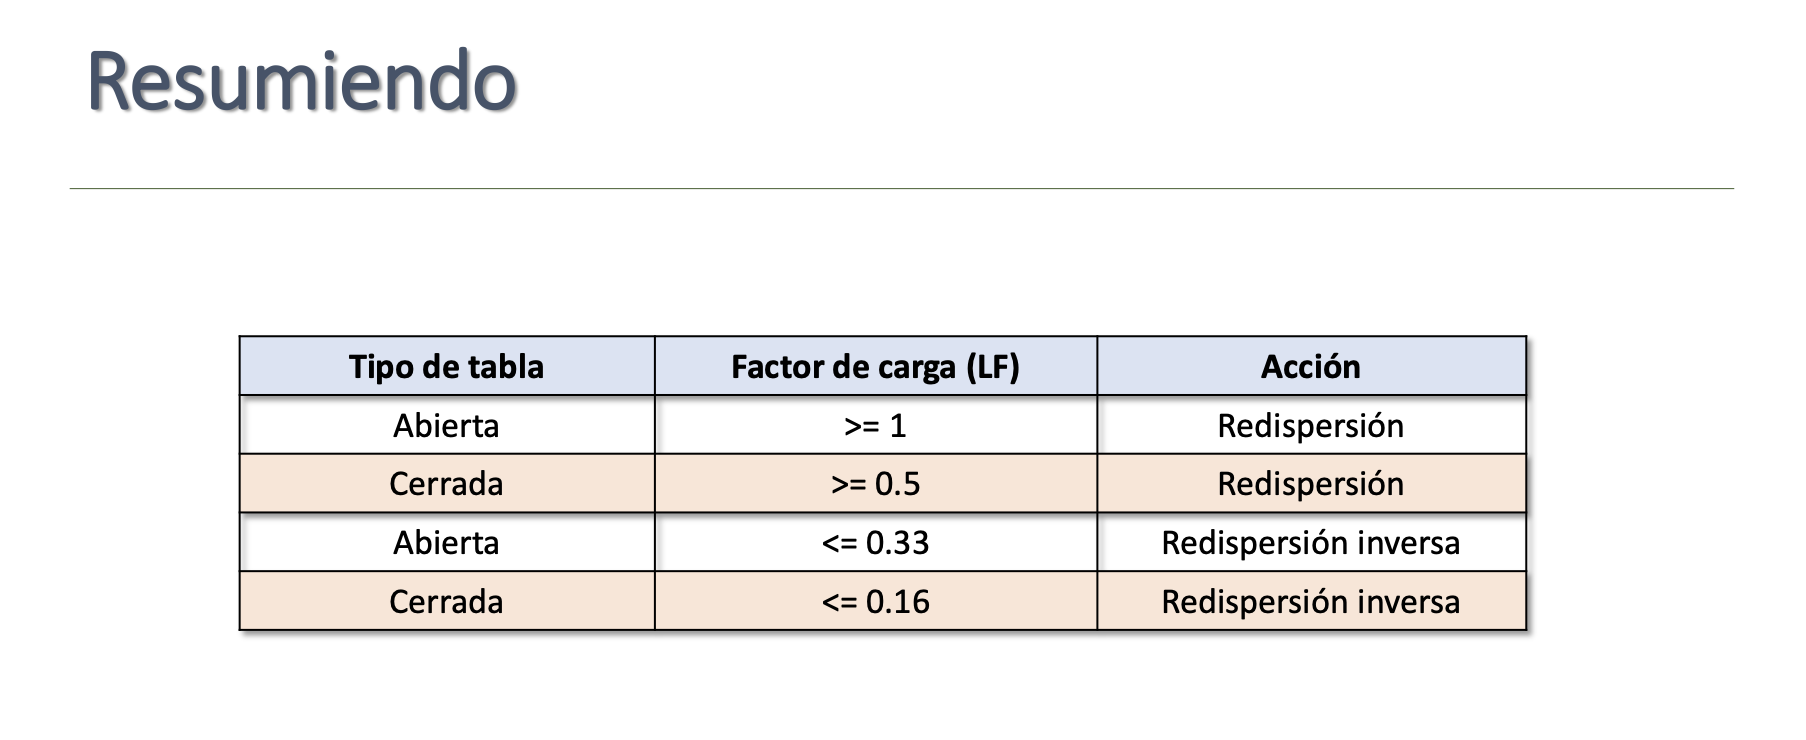 Resumiendo
Tipo de tabla Factor de carga (LF) Acción
Abierta >= 1 Redispersión
Cerrada >= 0.5 Redispersión
Abierta <= 0.33 Redispersión inversa
Cerrada <= 0.16 Redispersión inversa